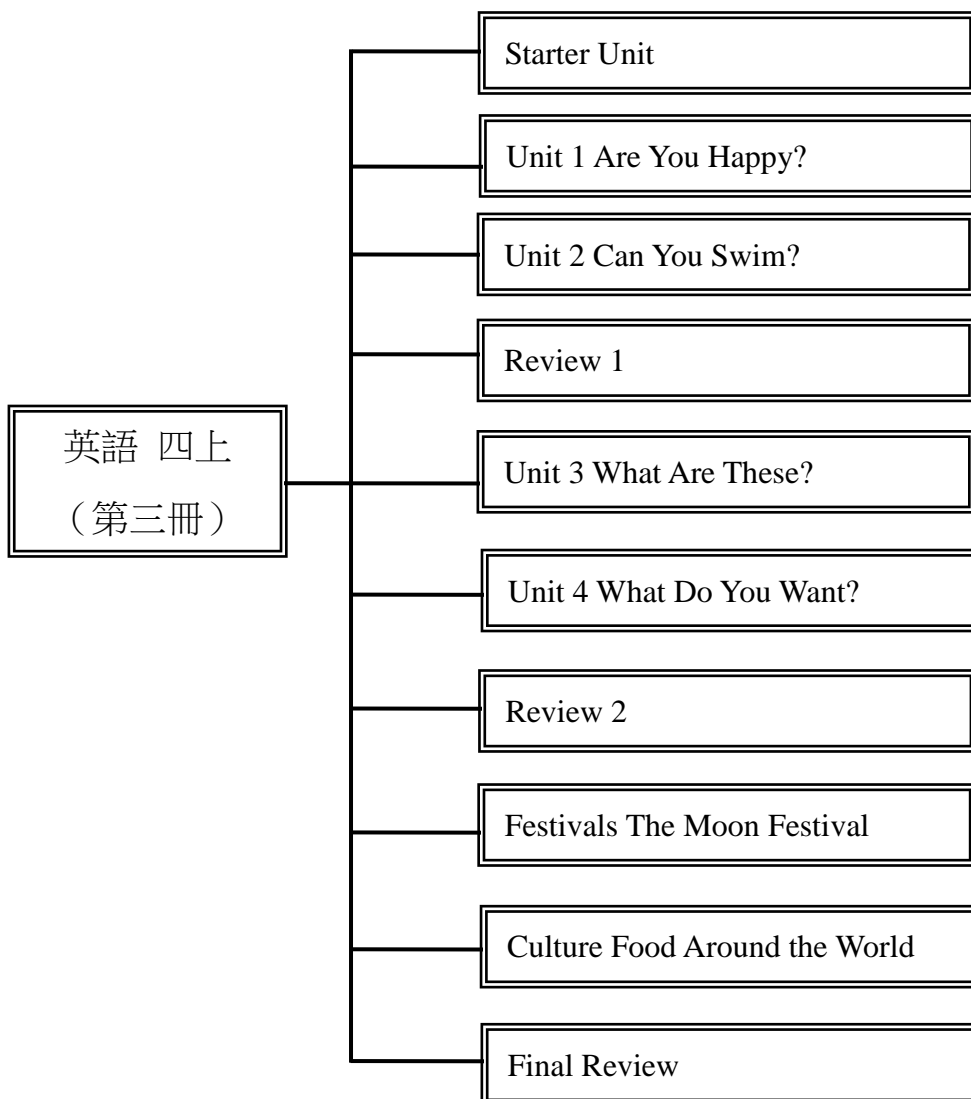 英語 四上
（第三冊）
Starter Unit
Unit 1 Are You Happy?
Unit 2 Can You Swim?
Review 1
Unit 3 What Are These?
Unit 4 What Do You Want?
Review 2
Festivals The Moon Festival
Culture Food Around the World
Final Review